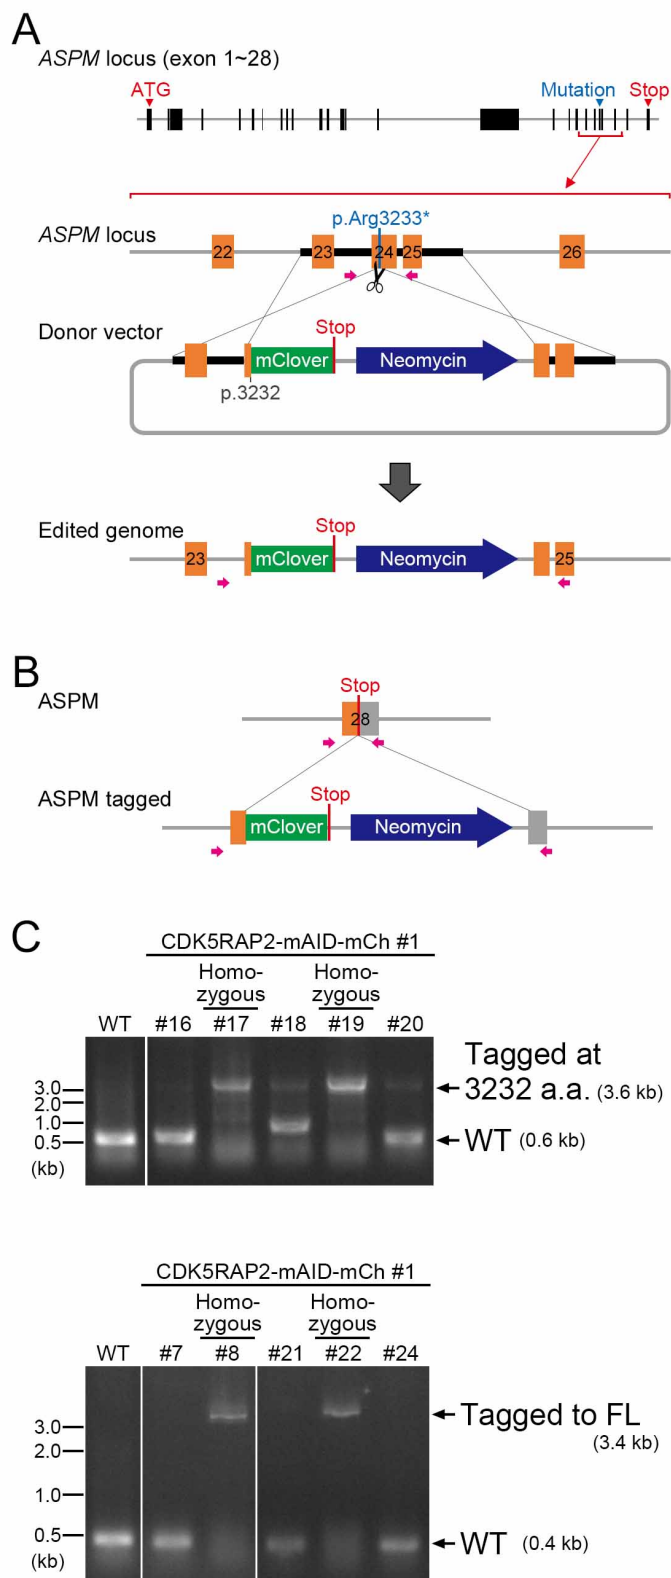 A
ASPM locus (exon 1~28)
ATG
Mutation
Stop
p.Arg3233*
ASPM locus
22
23
24
25
26
Donor vector
Stop
mClover
Neomycin
p.3232
Edited genome
Stop
23
mClover
Neomycin
25
B
ASPM
Stop
28
ASPM tagged
Stop
mClover
Neomycin
C
CDK5RAP2-mAID-mCh #1
Homo-
zygous
Homo-
zygous
WT #16 #17 #18 #19 #20
3.0
2.0
1.0
0.5
(kb)
Tagged at
3232 a.a. (3.6 kb)
WT (0.6 kb)
CDK5RAP2-mAID-mCh #1
Homo-
zygous
Homo-
zygous
WT #7 #8 #21 #22 #24
3.0
2.0
1.0
0.5
(kb)
Tagged to FL
(3.4 kb)
WT (0.4 kb)